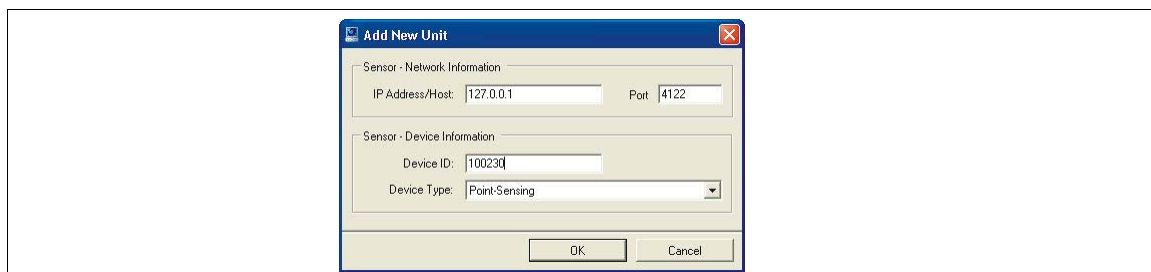 Add New Unit
Sensor - Network Information
IP Address/Host: 127.0.0.1 Port 4122
Sensor - Device Information
Device ID: 100230
Device Type: Point-Sensing
OK Cancel